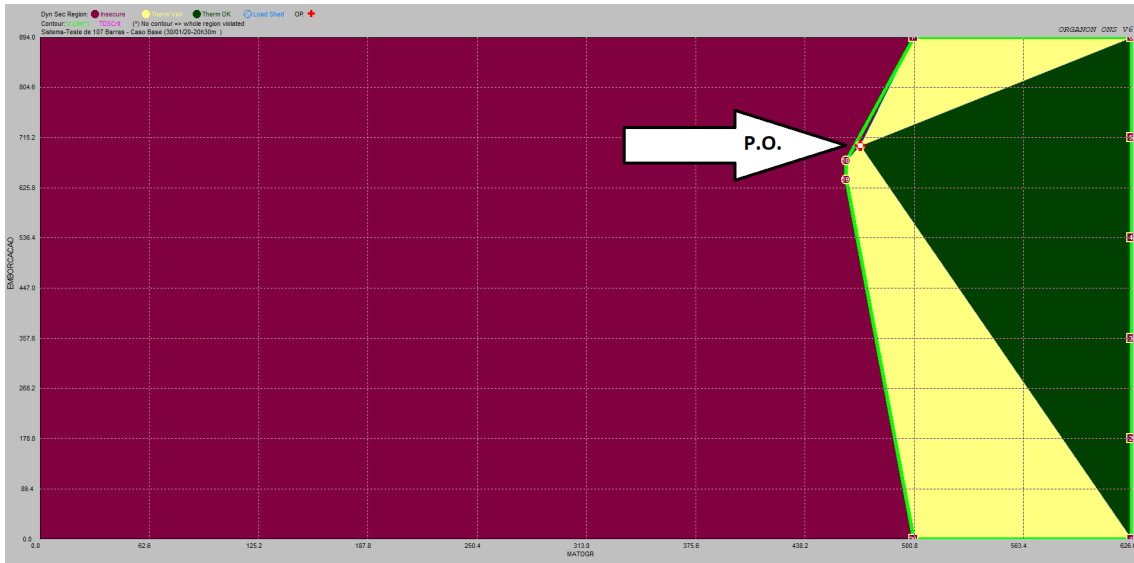 Dyn Sec Region: Insecure Therm Viol Therm OK Load Shed OP:
Contour: V Lim(*) TDSCrit (*) No contour => whole region violated
Sistema-Teste de 107 Barras - Caso Base (30/01/20-20h30m )
ORGANON ONS V6
894.0
804.6
715.2
625.8
536.4
447.0
357.6
268.2
178.8
89.4
0.0
EMBORCACAO
P.O.
0.0 62.6 125.2 187.8 250.4 313.0 375.6 438.2 500.8 563.4 626.
MATOGR